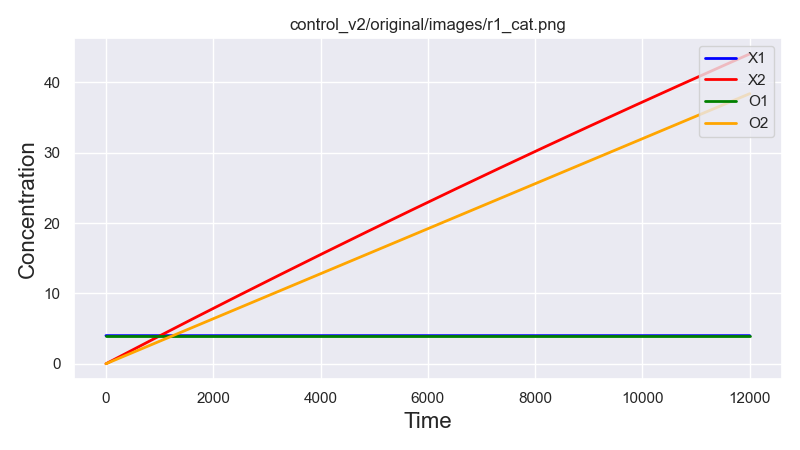 control_v2/original/images/r1_cat.png
Concentration
40
30
20
10
0
X1
X2
O1
O2
0 2000 4000 6000 8000 10000 12000
Time